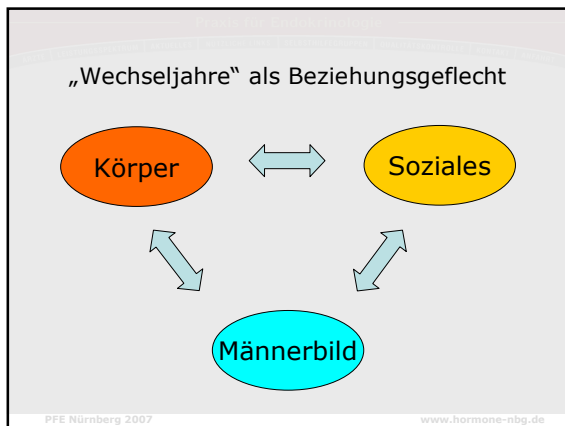 „Wechseljahre“ als Beziehungsgeflecht
Körper
Soziales
Männerbild
PFE Nürnberg 2007
www.hormone-nbg.de